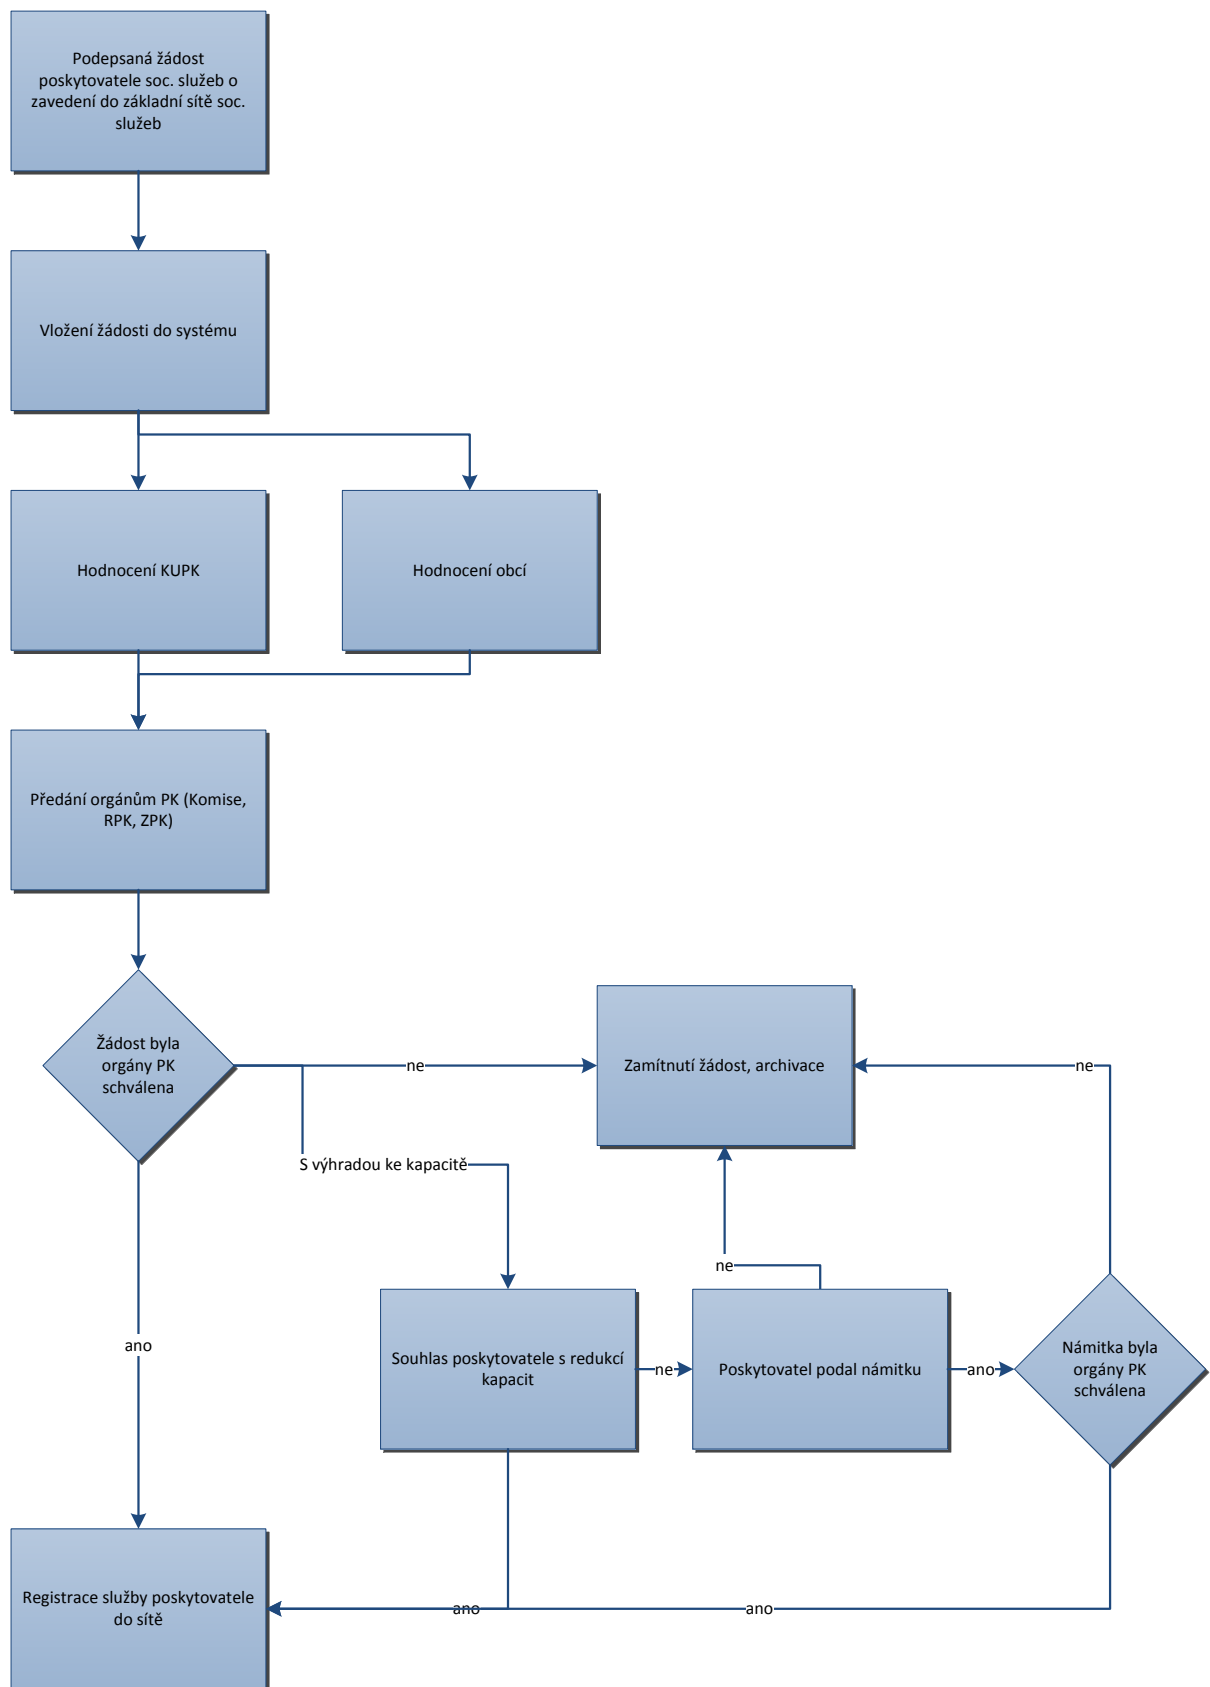 Podepsaná žádost
poskytovatele soc. služeb o
zavedení do základní sítě soc.
služeb
Vložení žádosti do systému
Hodnocení KUPK
Hodnocení obcí
Předání orgánům PK (Komise,
RPK, ZPK)
Žádost byla
orgány PK
schválena
ne
Zamítnutí žádost, archivace
ne
S výhradou ke kapacitě
ne
ano
Souhlas poskytovatele s redukcí
kapacit
ne
Poskytovatel podal námitku
ano
Námitka byla
orgány PK
schválena
Registrace služby poskytovatele
do sítě
ano
ano